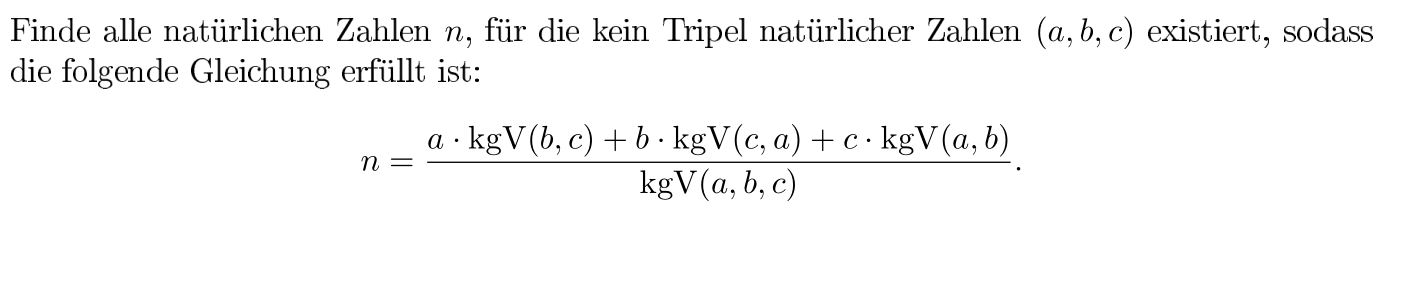 Finde alle natürlichen Zahlen n, für die kein Tripel natürlicher Zahlen (a, b, c) existiert, sodass
die folgende Gleichung erfüllt ist:
n = \frac{a · kgV(b, c) + b · kgV(c, a) + c · kgV(a, b)}{kgV(a, b, c)}.